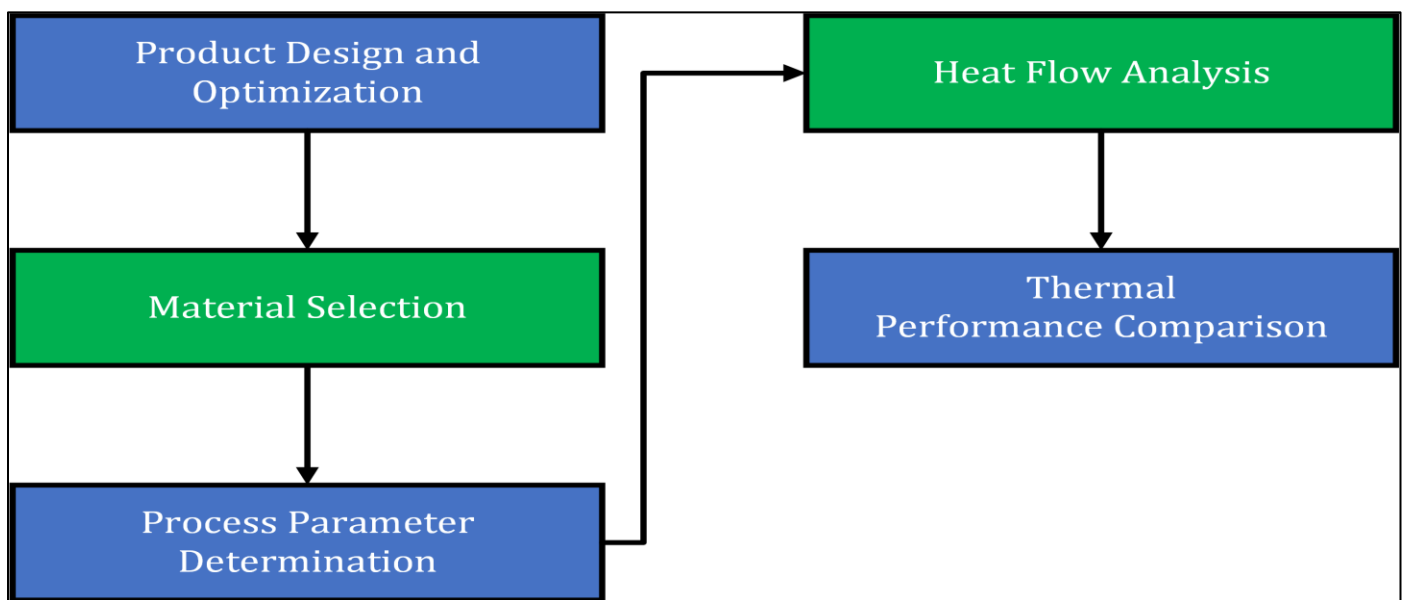 Product Design and
Optimization
Material Selection
Process Parameter
Determination
Heat Flow Analysis
Thermal
Performance Comparison